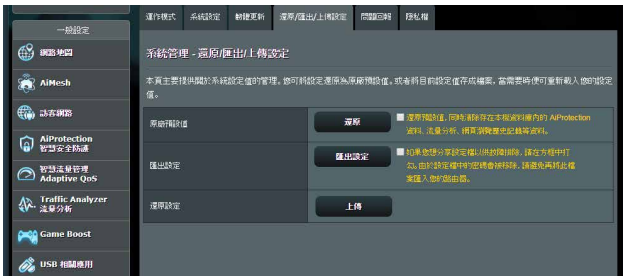 運作模式 系統設定 韌體更新 還原/匯出/上傳設定 問題回報 隱私權
一般設定
網路地圖
AiMesh
訪客網路
AiProtection
智慧安全防護
智慧流量管理
Adaptive QoS
Traffic Analyzer
流量分析
Game Boost
USB 相關應用
系統管理 - 還原/匯出/上傳設定
本頁主要提供關於系統設定值的管理。您可將設定還原為原廠預設值，或者將目前設定值存成檔案，當需要時便可重新載入您的設定
值。
原廠預設值
還原
還原預設值，同時清除存在本機資料庫內的 AiProtection
資料、流量分析、網頁瀏覽歷史記錄等資料。
匯出設定
匯出設定
如果您想分享設定檔以供故障排除，請在方框中打
勾。由於設定檔中的密碼會被移除，請避免再將此檔
案匯入您的路由器。
還原設定
上傳